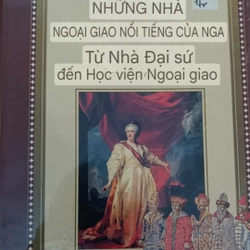 NHỮNG NHÀ
NGOẠI GIAO NỔI TIẾNG CỦA NGA
Từ Nhà Đại sứ
đến Học viện Ngoại giao